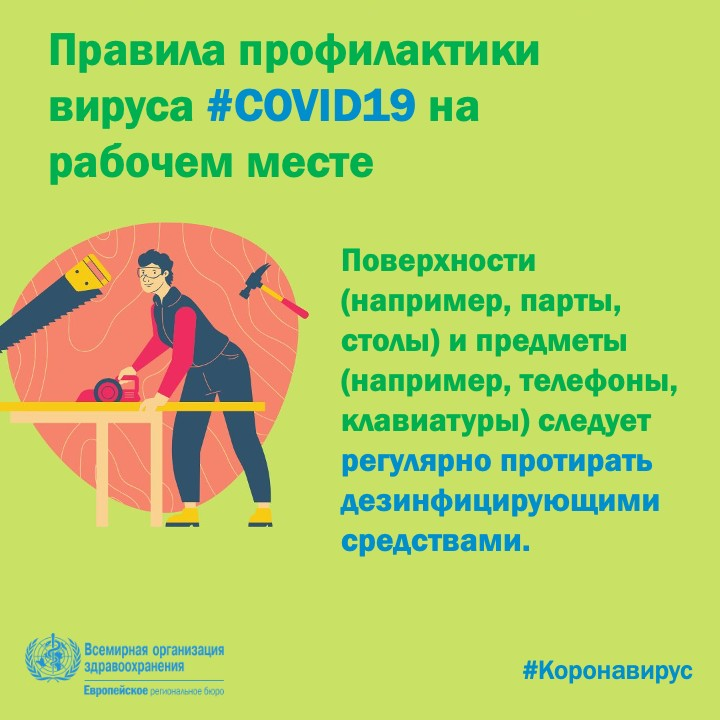 Правила профилактики
вируса #COVID19 на
рабочем месте
Поверхности
(например, парты,
столы) и предметы
(например, телефоны,
клавиатуры) следует
регулярно протирать
дезинфицирующими
средствами.
Всемирная организация
здравоохранения
Европейское региональное бюро
#Коронавирус